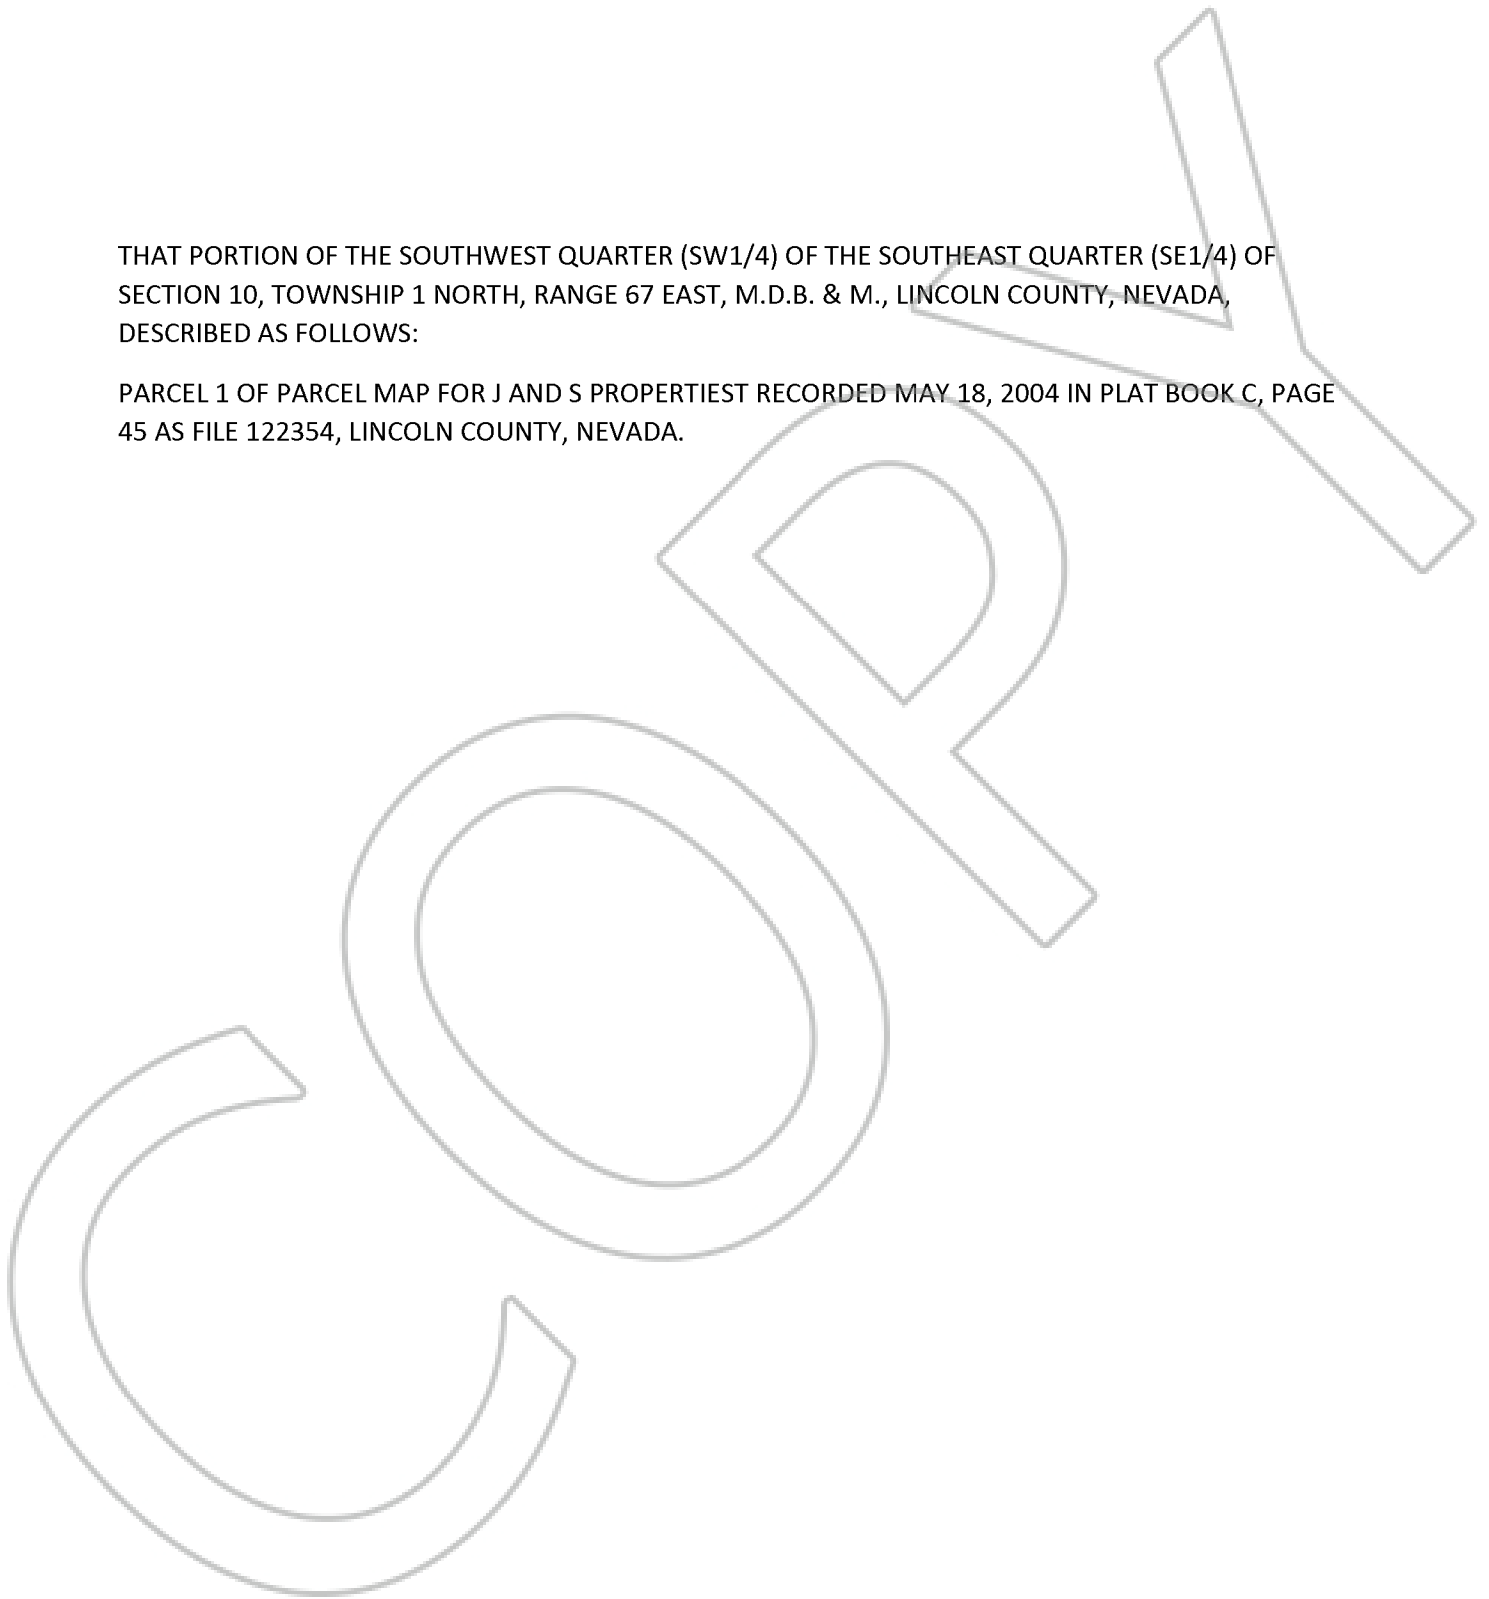 THAT PORTION OF THE SOUTHWEST QUARTER (SW1/4) OF THE SOUTHEAST QUARTER (SE1/4) OF
SECTION 10, TOWNSHIP 1 NORTH, RANGE 67 EAST, M.D.B. & M., LINCOLN COUNTY, NEVADA,
DESCRIBED AS FOLLOWS:
PARCEL 1 OF PARCEL MAP FOR J AND S PROPERTIEST RECORDED MAY 18, 2004 IN PLAT BOOK C, PAGE
45 AS FILE 122354, LINCOLN COUNTY, NEVADA.
COPY